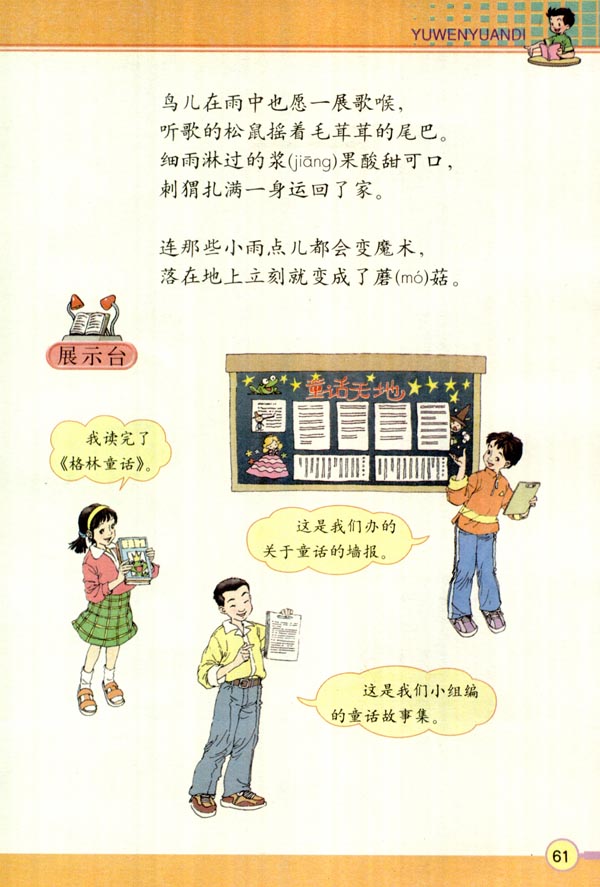 YUWENYUANDI
鸟儿在雨中也愿一展歌喉，
听歌的松鼠摇着毛茸茸的尾巴。
细雨淋过的浆(jiāng)果酸甜可口，
刺猬扎满一身运回了家。
连那些小雨点儿都会变魔术，
落在地上立刻就变成了蘑(mó)菇。
展示台
童话天地
我读完了
《格林童话》。
这是我们办的
关于童话的墙报。
这是我们小组编
的童话故事集。
61